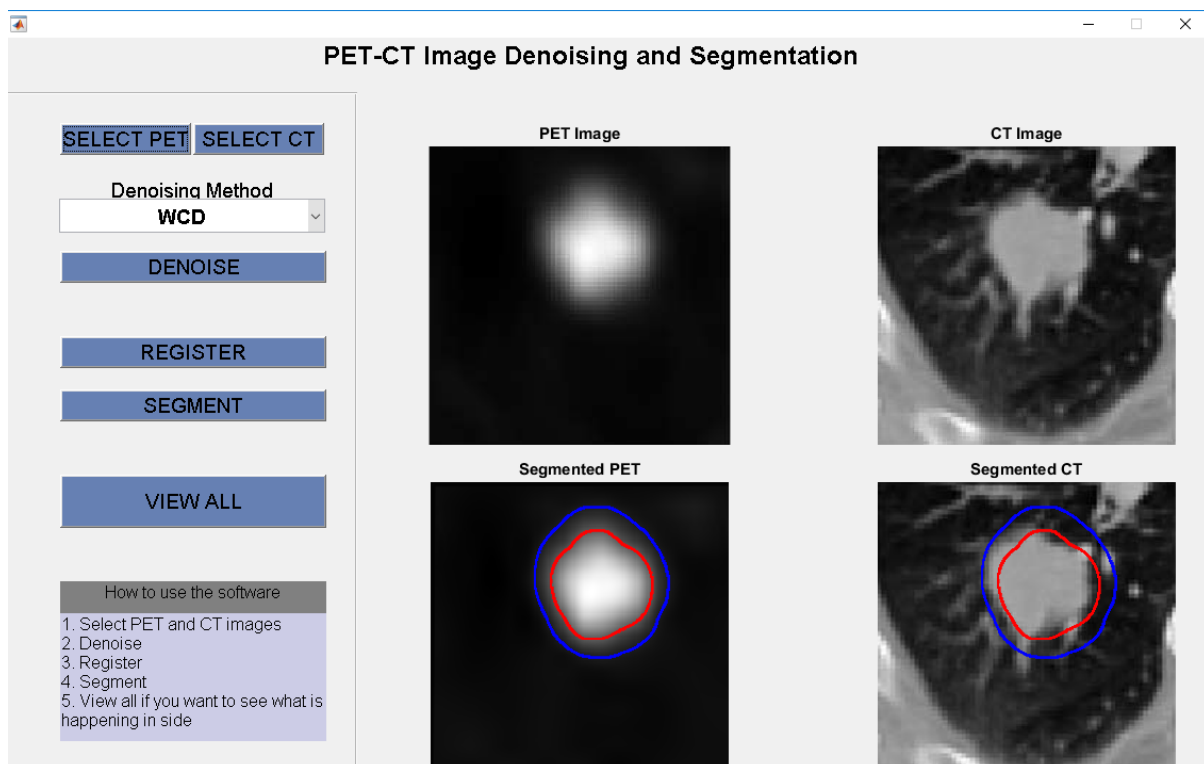 PET-CT Image Denoising and Segmentation
SELECT PET
SELECT CT
Denoising Method
WCD
DENOISE
REGISTER
SEGMENT
VIEW ALL
How to use the software
1. Select PET and CT images
2. Denoise
3. Register
4. Segment
5. View all if you want to see what is
happening in side
PET Image
CT Image
Segmented PET
Segmented CT